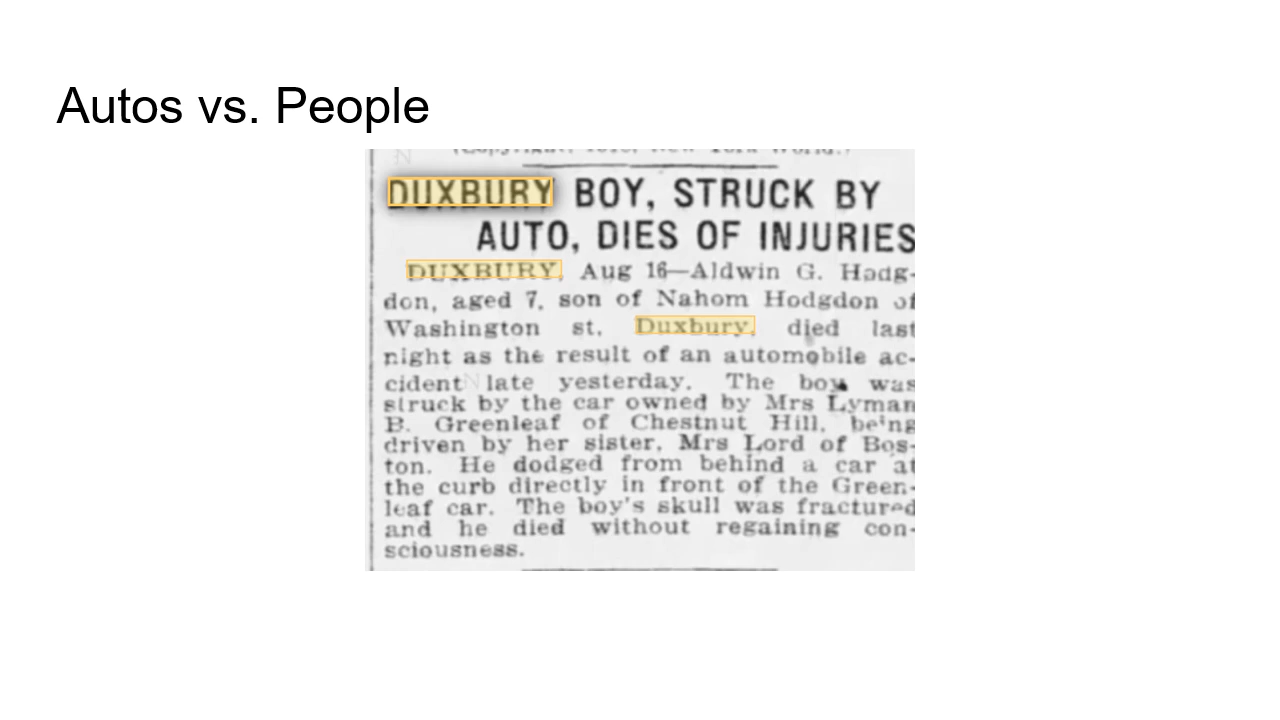 Autos vs. People
DUXBURY BOY, STRUCK BY
AUTO, DIES OF INJURIES
DUXBURY, Aug 16—Aldwin G. Hodg-
don, aged 7, son of Nahom Hodgdon of
Washington st, Duxbury, died last
night as the result of an automobile ac-
cident late yesterday. The boy was
struck by the car owned by Mrs Lyman
B. Greenleaf of Chestnut Hill, being
driven by her sister, Mrs Lord of Bos-
ton. He dodged from behind a car at
the curb directly in front of the Green-
leaf car. The boy's skull was fractured
and he died without regaining con-
sciousness.